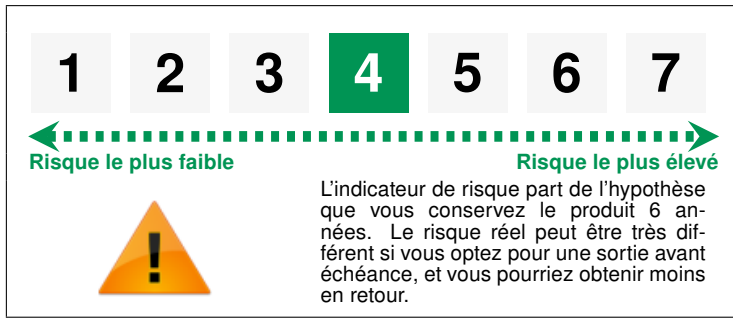 1 2 3 4 5 6 7
Risque le plus faible Risque le plus élevé
L'indicateur de risque part de l'hypothèse
que vous conservez le produit 6 an-
nées. Le risque réel peut être très dif-
férent si vous optez pour une sortie avant
échéance, et vous pourriez obtenir moins
en retour.
!